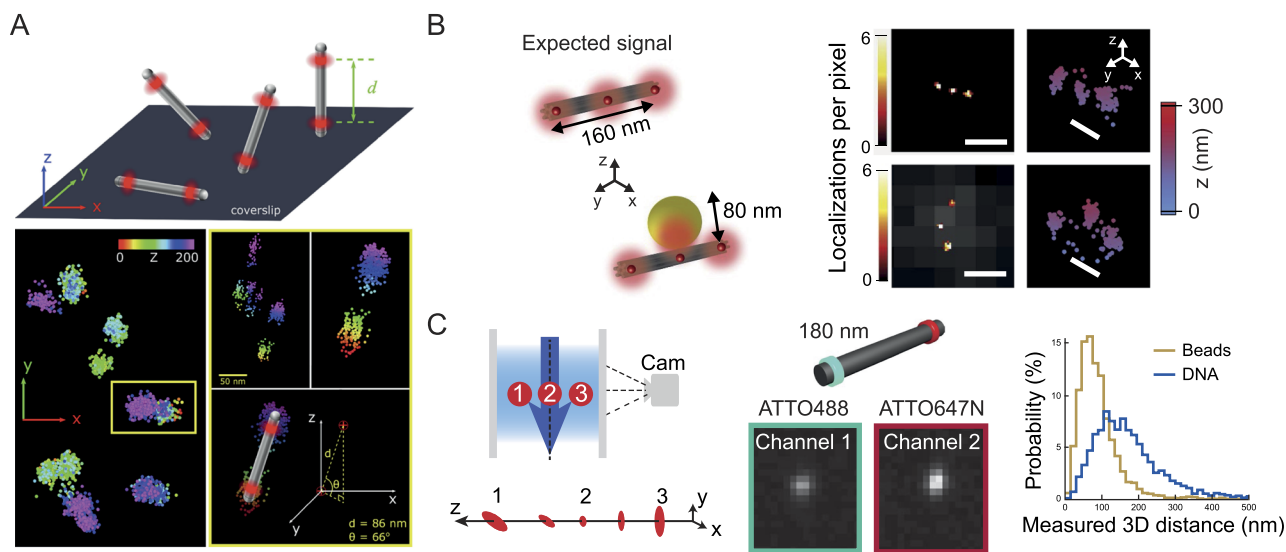 A
d
z
y
x
coverslip
0 Z 200
y
x
50 nm
z
d
θ
x
y
d = 86 nm
θ = 66°
B
Expected signal
160 nm
z
y
x
80 nm
Localizations per pixel
6
0
6
0
z
y
x
300
z (nm)
0
C
1
2
3
Cam
1
2
3
z
y
x
180 nm
ATTO488
ATTO647N
Channel 1
Channel 2
Probability (%)
15
10
5
0
0
100
200
300
400
500
Measured 3D distance (nm)
Beads
DNA